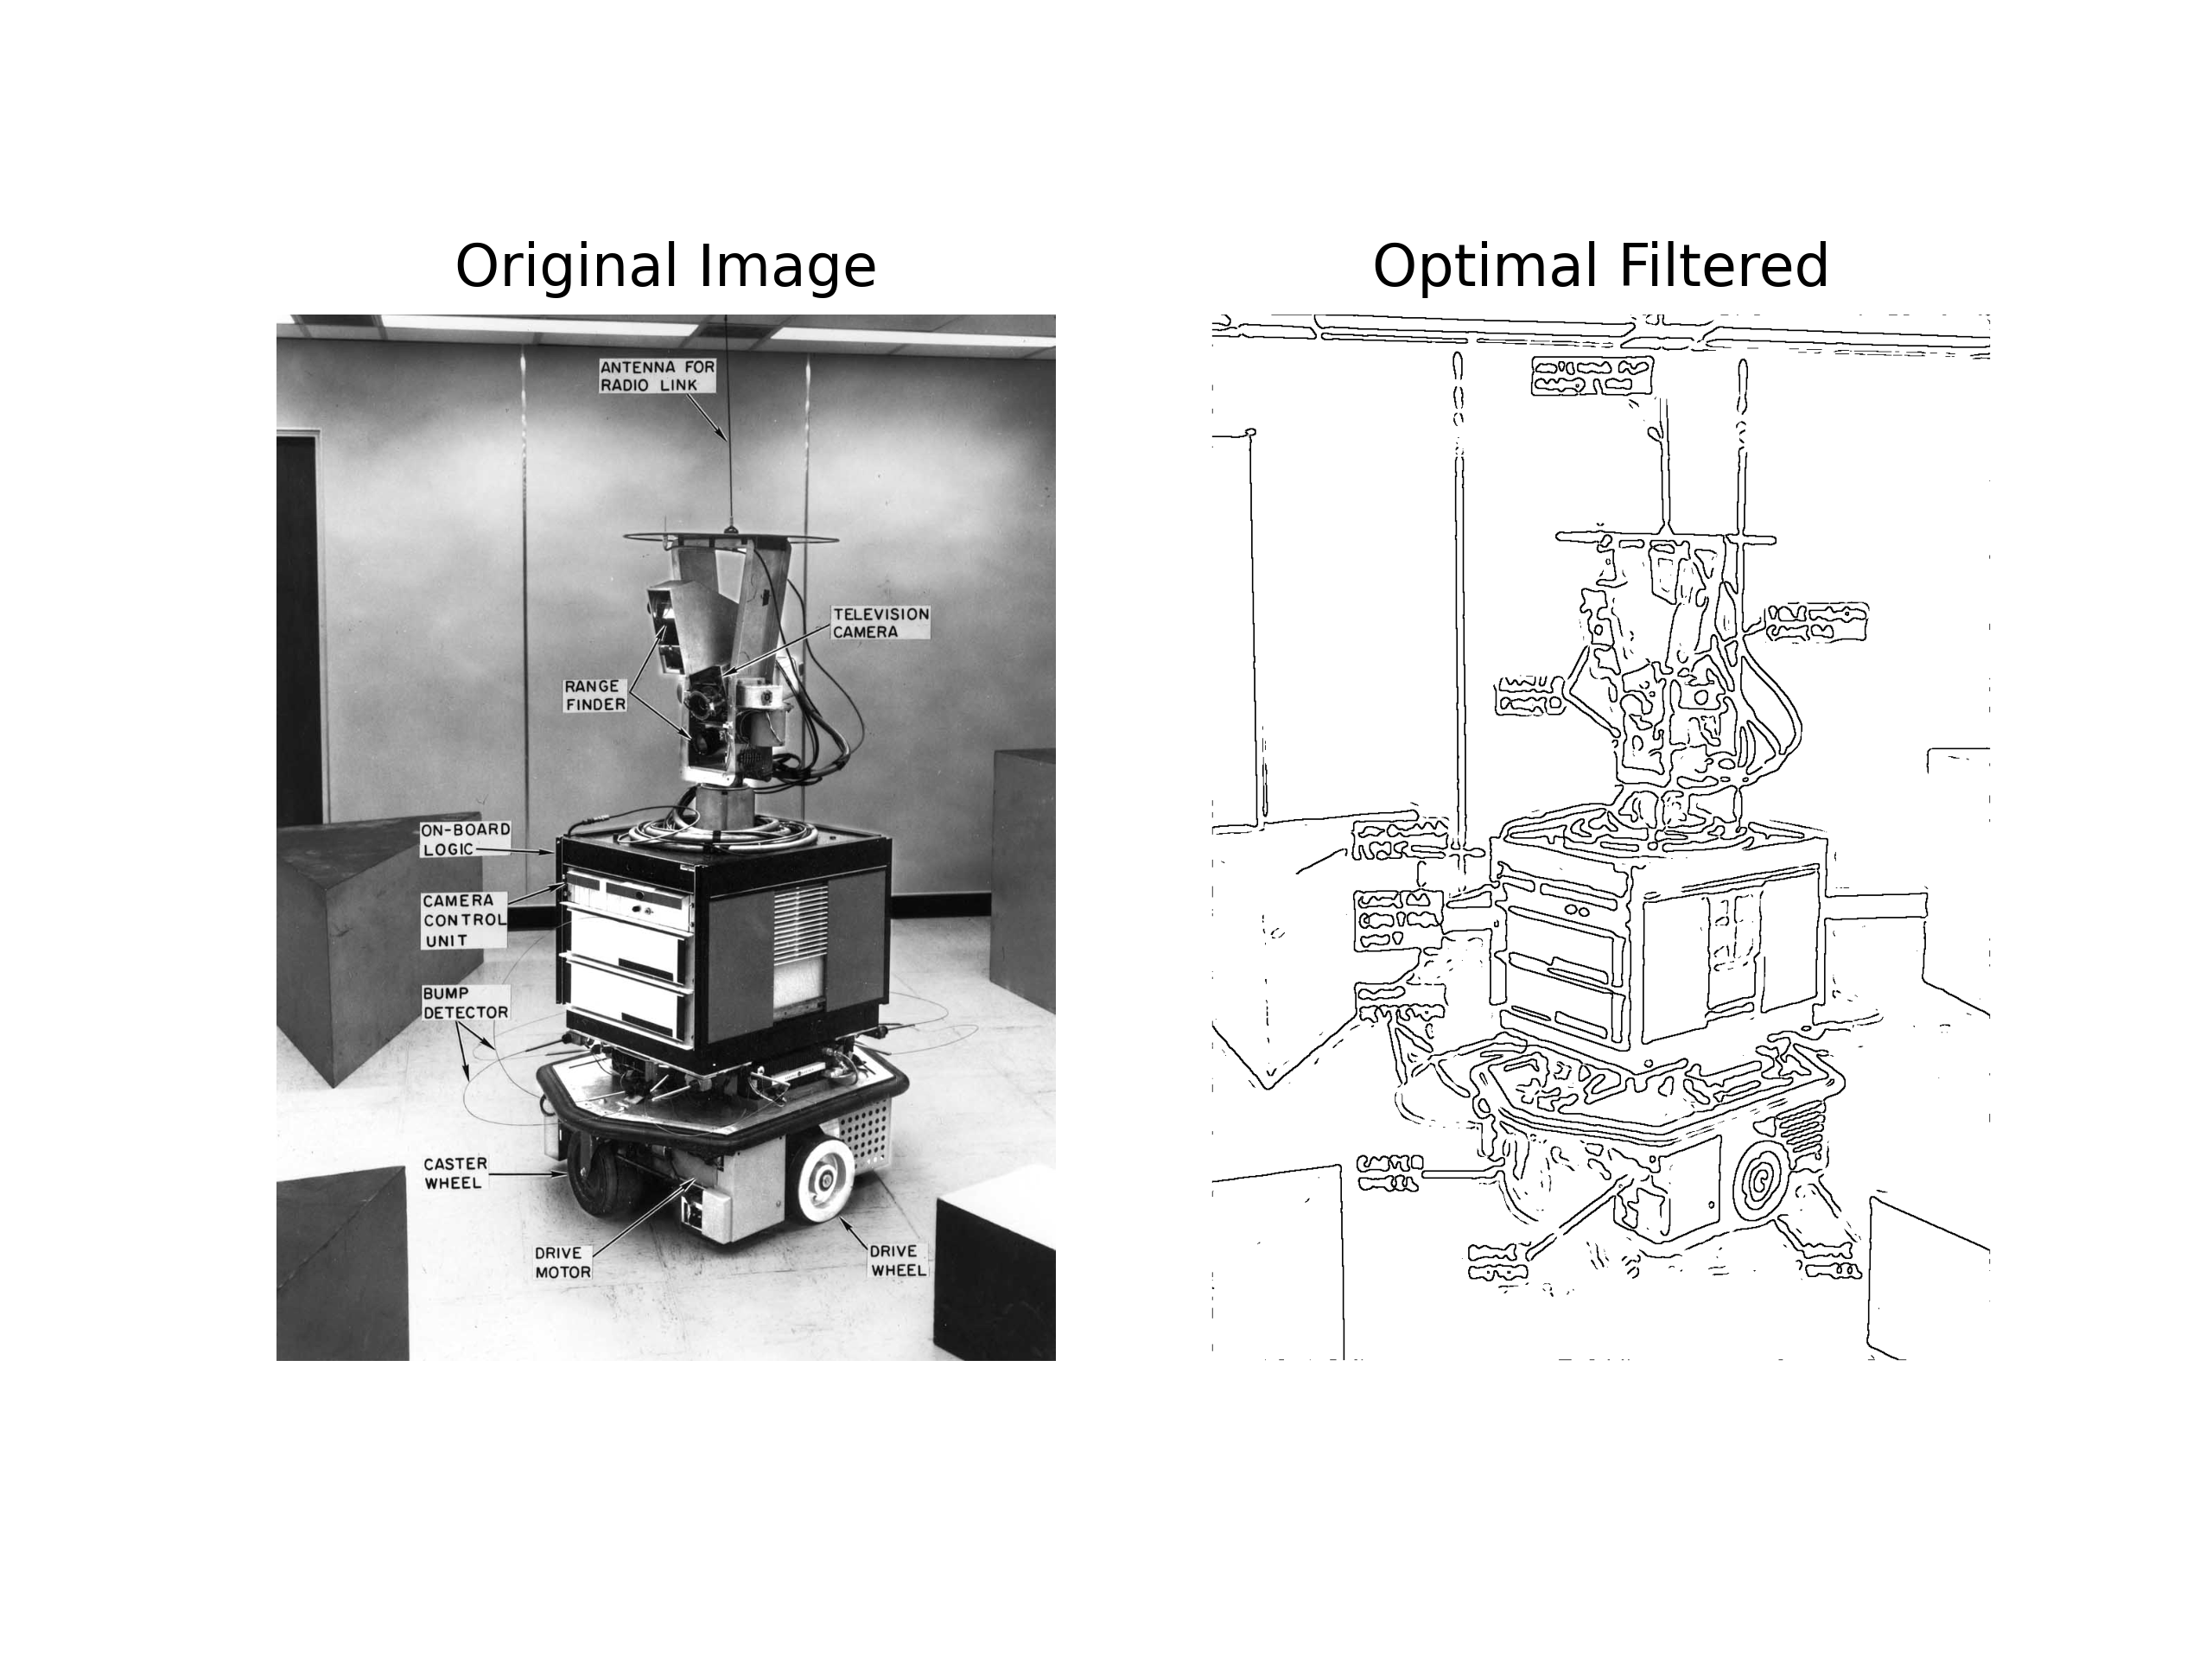 Original Image
Optimal Filtered
ANTENNA FOR
RADIO LINK
TELEVISION
CAMERA
RANGE
FINDER
ON-BOARD
LOGIC
CAMERA
CONTROL
UNIT
BUMP
DETECTOR
CASTER
WHEEL
DRIVE
MOTOR
DRIVE
WHEEL